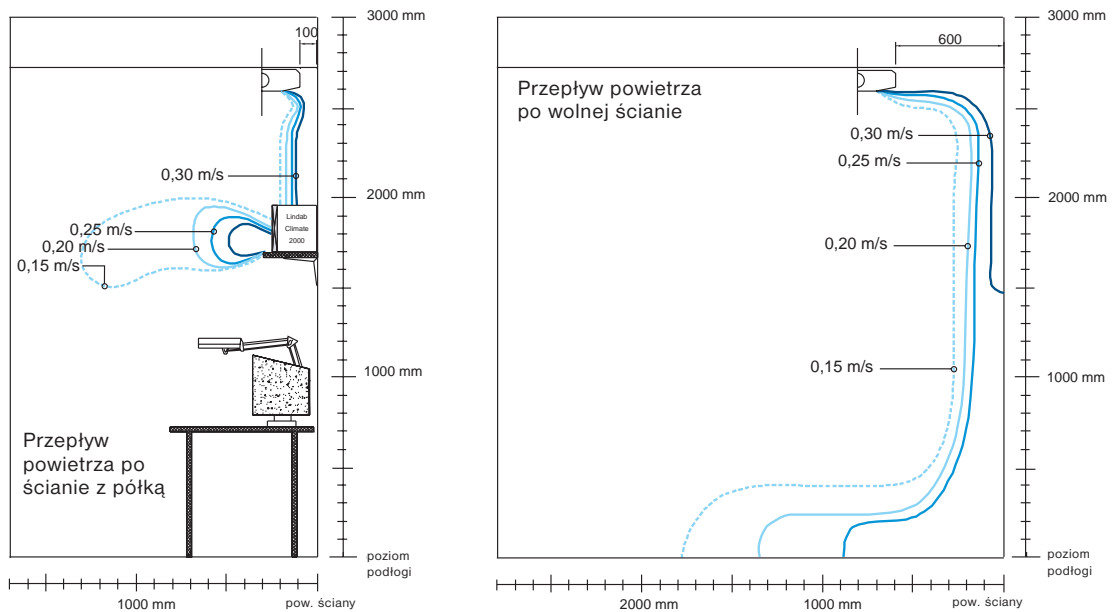 3000 mm
100
0,30 m/s
2000 mm
Lindab
Climate
2000
0,25 m/s
0,20 m/s
0,15 m/s
1000 mm
Przepływ
powietrza po
ścianie z półką
poziom
podłogi
1000 mm
pow. ściany
3000 mm
600
Przepływ powietrza
po wolnej ścianie
0,30 m/s
0,25 m/s
2000 mm
0,20 m/s
0,15 m/s
1000 mm
poziom
podłogi
2000 mm
1000 mm
pow. ściany